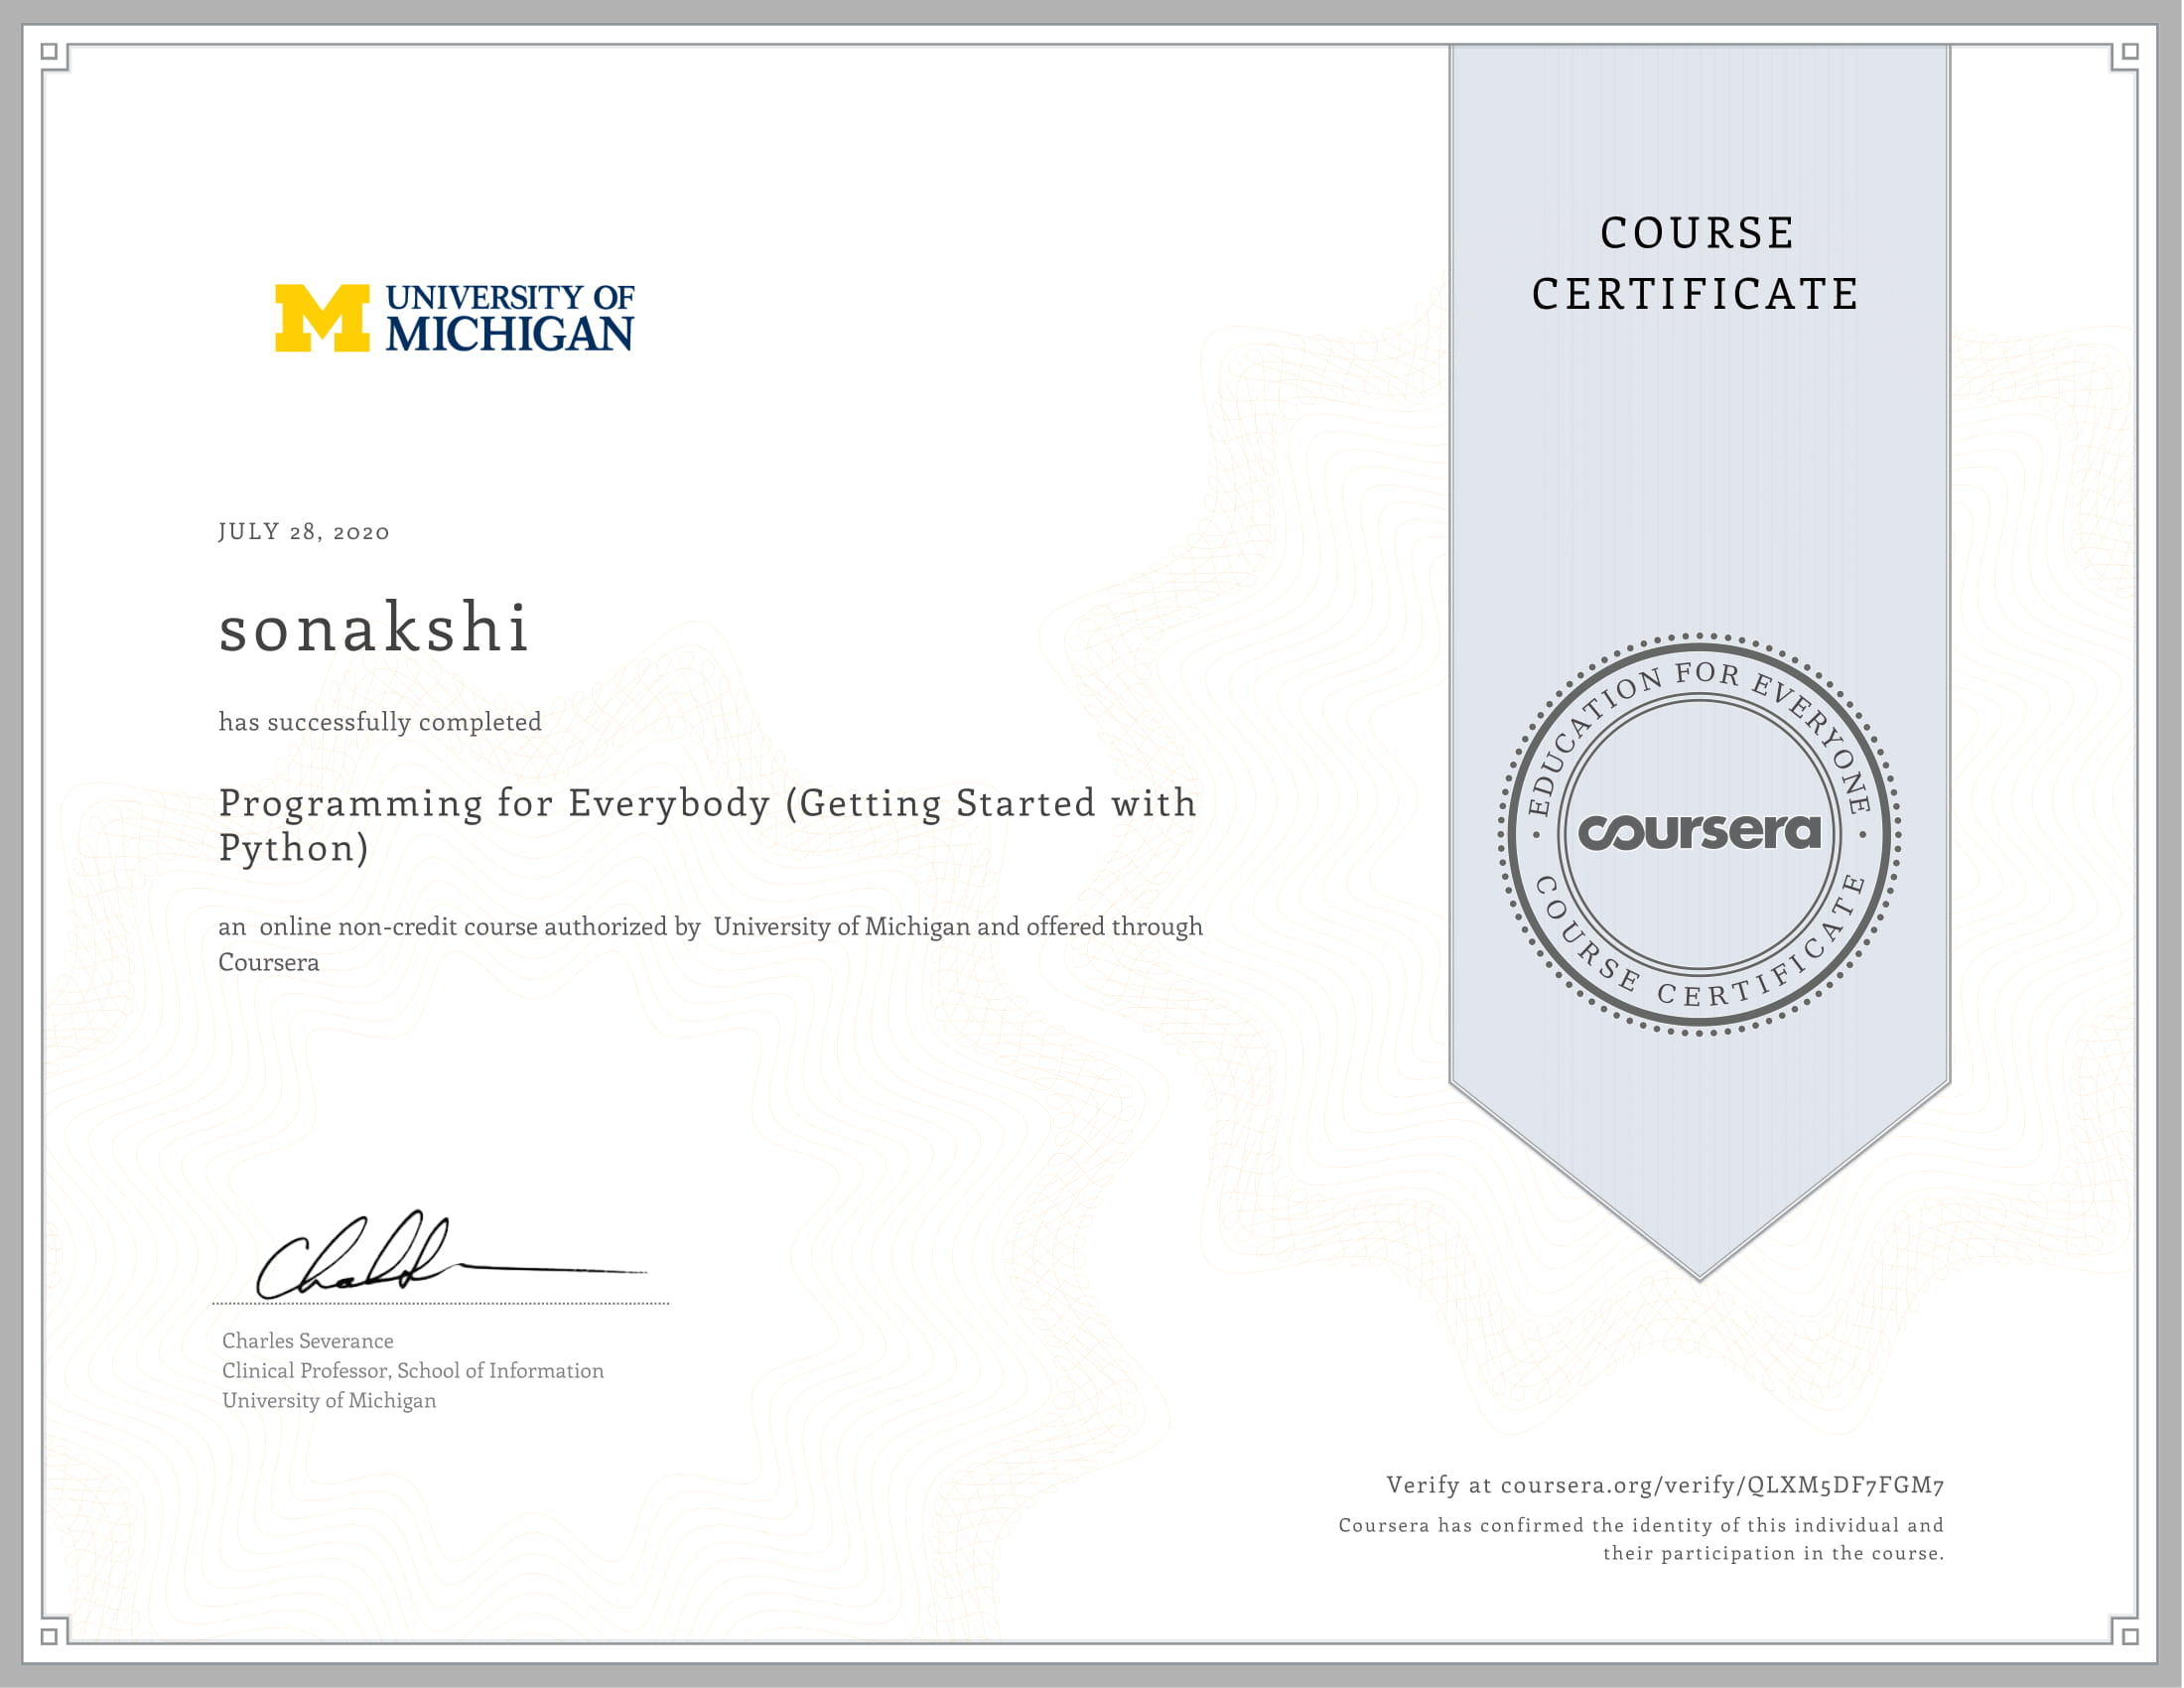 UNIVERSITY OF
MICHIGAN
COURSE
CERTIFICATE
JULY 28, 2020
sonakshi
has successfully completed
Programming for Everybody (Getting Started with
Python)
an online non-credit course authorized by University of Michigan and offered through
Coursera
EDUCATION FOR EVERYONE
coursera
COURSE CERTIFICATE
Charles Severance
Clinical Professor, School of Information
University of Michigan
Verify at coursera.org/verify/QLXM5DF7FGM7
Coursera has confirmed the identity of this individual and
their participation in the course.